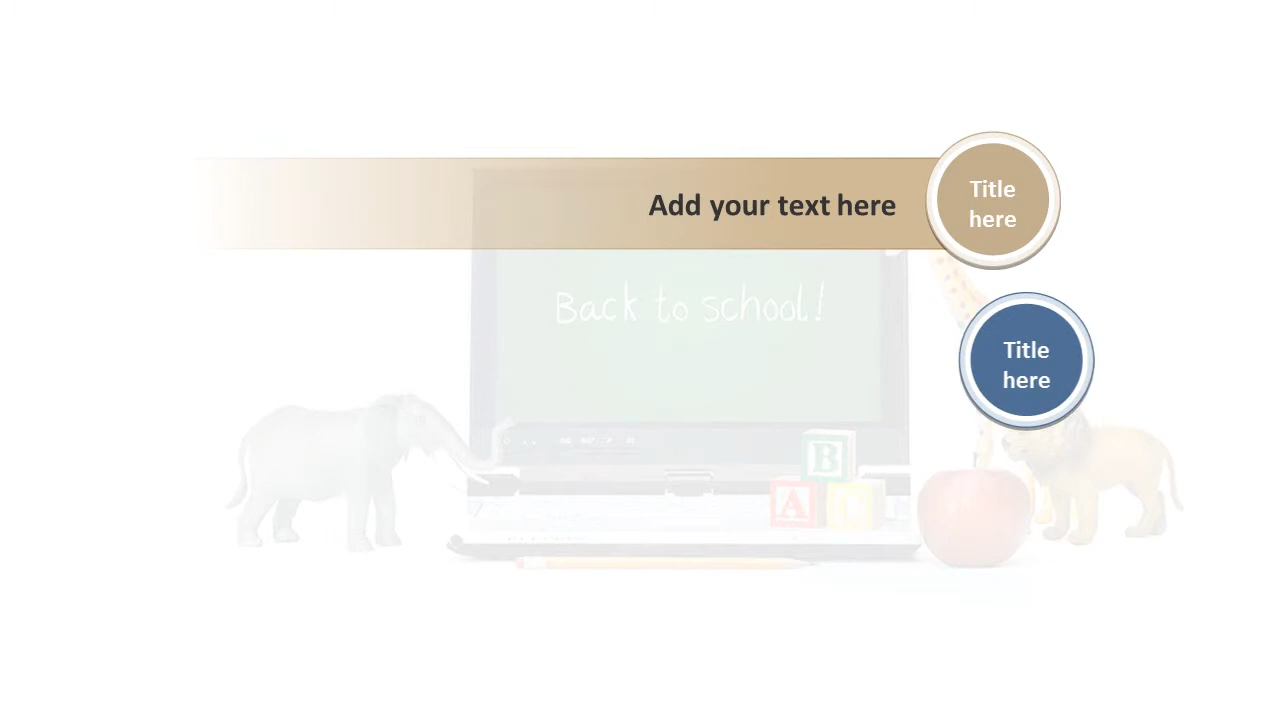 Add your text here
Title
here
Back to school!
Title
here
B
A
C